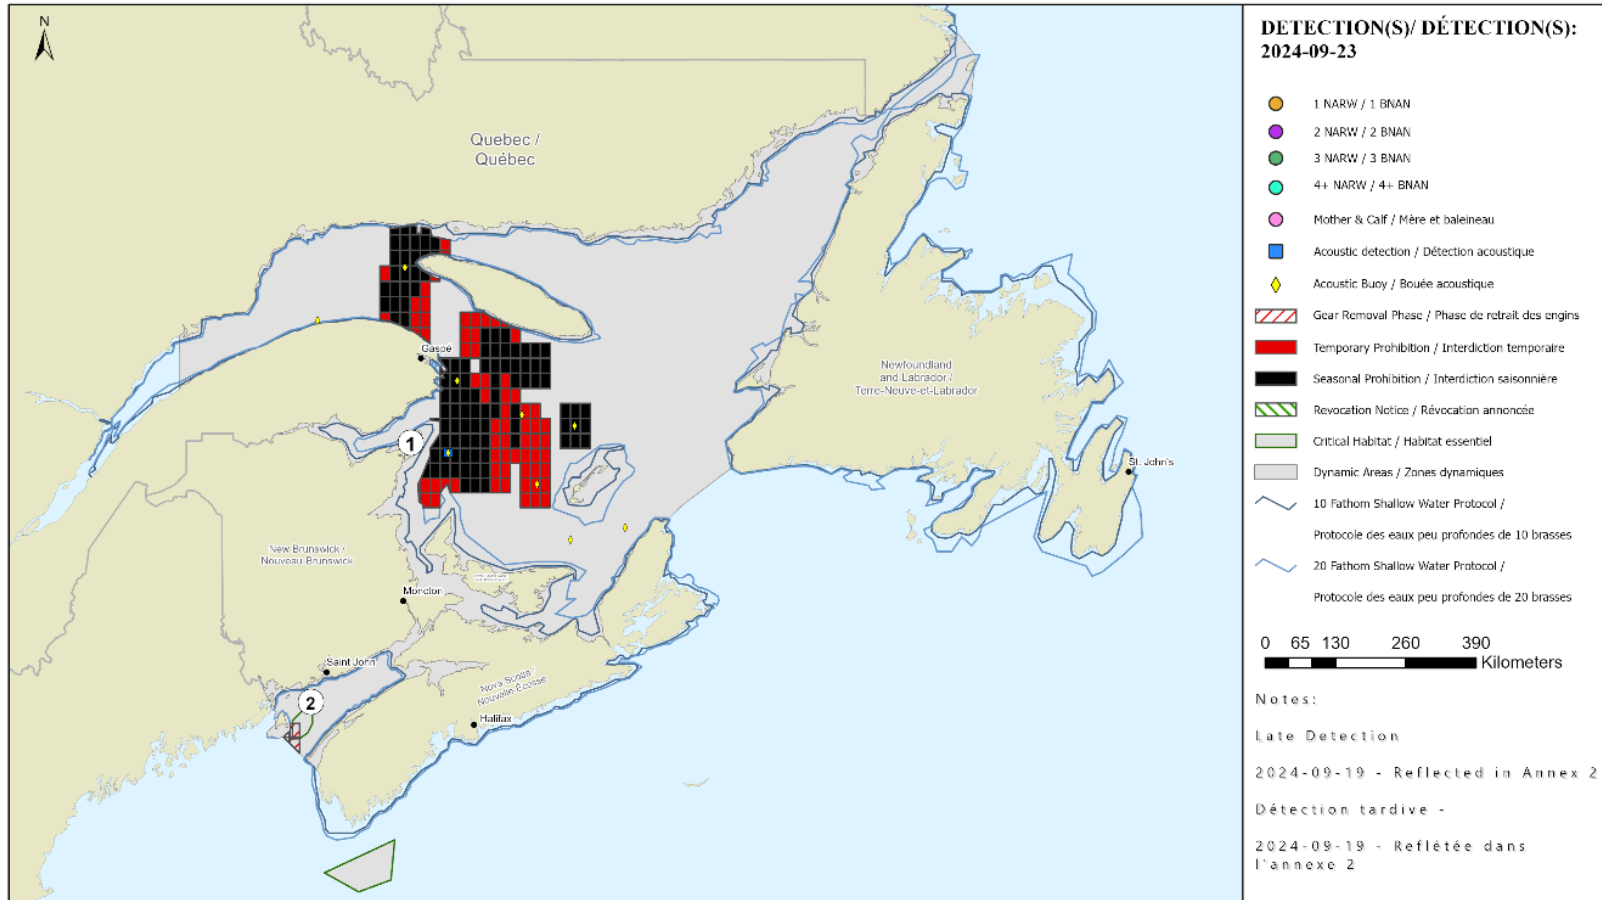 N
Quebec /
Québec
Gaspé
1
Newfoundland
and Labrador /
Terre-Neuve-et-Labrador
St. John's
New Brunswick /
Nouveau Brunswick
Moncton
Saint John
2
Nova Scotia /
Nouvelle Écosse
Halifax
DETECTION(S)/ DÉTECTION(S):
2024-09-23
1 NARW / 1 BNAN
2 NARW / 2 BNAN
3 NARW / 3 BNAN
4+ NARW / 4+ BNAN
Mother & Calf / Mère et baleineau
Acoustic detection / Détection acoustique
Acoustic Buoy / Bouée acoustique
Gear Removal Phase / Phase de retrait des engins
Temporary Prohibition / Interdiction temporaire
Seasonal Prohibition / Interdiction saisonnière
Revocation Notice / Révocation annoncée
Critical Habitat / Habitat essentiel
Dynamic Areas / Zones dynamiques
10 Fathom Shallow Water Protocol /
Protocole des eaux peu profondes de 10 brasses
20 Fathom Shallow Water Protocol /
Protocole des eaux peu profondes de 20 brasses
0 65 130 260 390
Kilometers
Notes:
Late Detection
2024-09-19 - Reflected in Annex 2
Détection tardive -
2024-09-19 - Reflétée dans
l'annexe 2